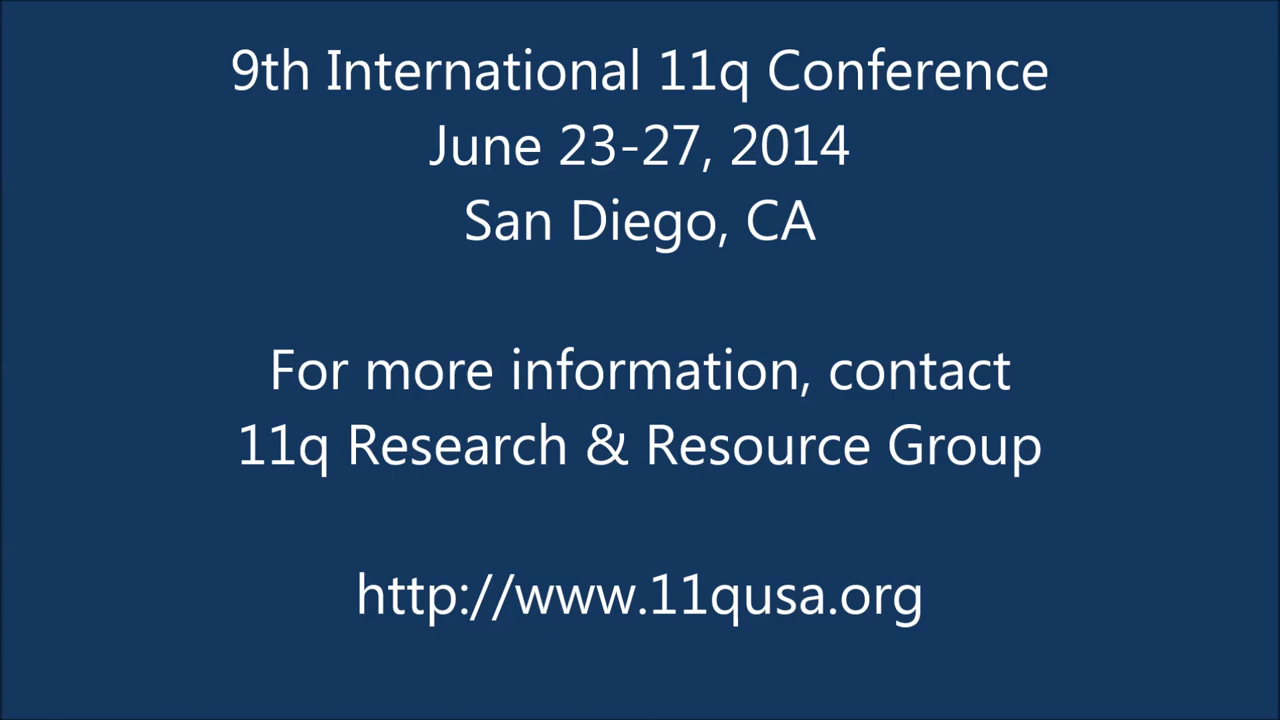 9th International 11q Conference
June 23-27, 2014
San Diego, CA
For more information, contact
11q Research & Resource Group
http://www.11qusa.org